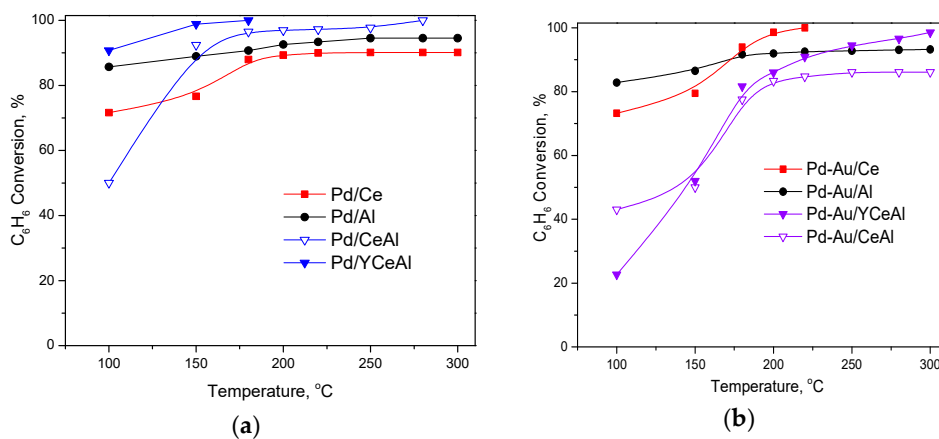 C₆H₆ Conversion, %
100
80
60
40
20
0
Pd/Ce
Pd/Al
Pd/CeAl
Pd/YCeAl
100 150 200 250 300
Temperature, °C
(a)
C₆H₆ Conversion, %
100
80
60
40
20
0
Pd-Au/Ce
Pd-Au/Al
Pd-Au/YCeAl
Pd-Au/CeAl
100 150 200 250 300
Temperature, °C
(b)